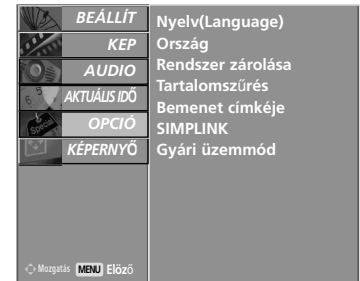 BEÁLLÍT
KEP
AUDIO
AKTUÁLIS IDŐ
OPCIÓ
KÉPERNYŐ
Nyelv(Language)
Ország
Rendszer zárolása
Tartalomszűrés
Bemenet címkéje
SIMPLINK
Gyári üzemmód
Mozgatás MENU Elöző